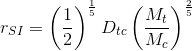 r_{SI} = \left( \frac{1}{2} \right)^{\frac{1}{5}} D_{tc} \left( \frac{M_t}{M_c} \right)^{\frac{2}{5}}